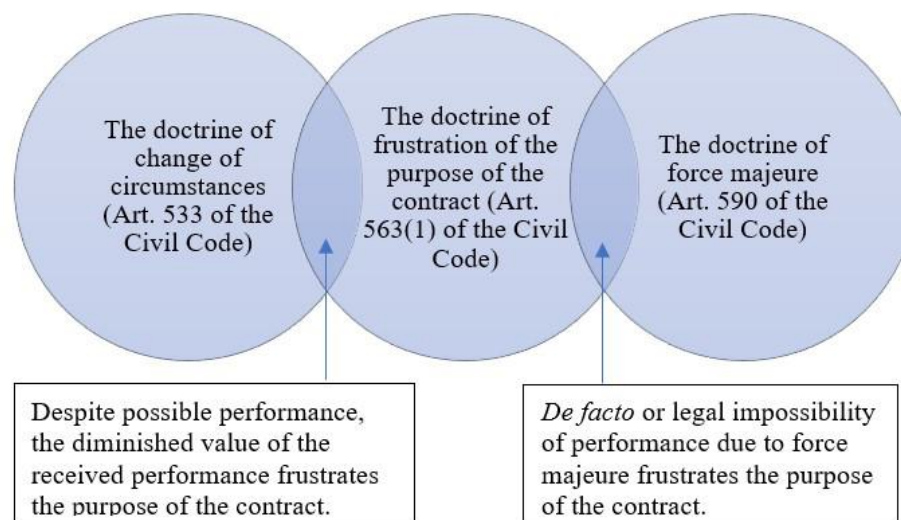 The doctrine of
change of
circumstances
(Art. 533 of the
Civil Code)
The doctrine of
frustration of the
purpose of the
contract (Art.
563(1) of the Civil
Code)
The doctrine of
force majeure
(Art. 590 of the
Civil Code)
Despite possible performance,
the diminished value of the
received performance frustrates
the purpose of the contract.
De facto or legal impossibility
of performance due to force
majeure frustrates the purpose
of the contract.